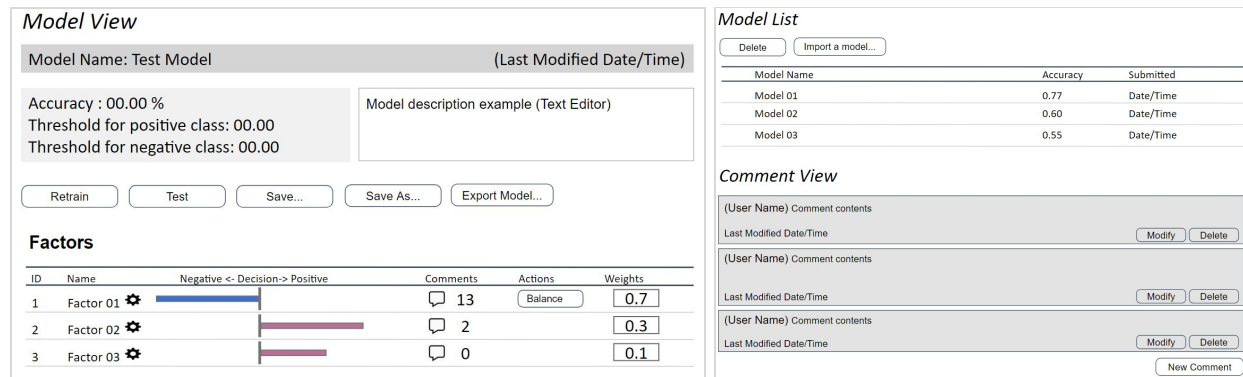 Model View
Model Name: Test Model (Last Modified Date/Time)
Accuracy : 00.00 %
Threshold for positive class: 00.00
Threshold for negative class: 00.00
Model description example (Text Editor)
Retrain Test Save... Save As... Export Model...
Factors
ID Name Negative <- Decision-> Positive Comments Actions Weights
1 Factor 01 13 Balance 0.7
2 Factor 02 2 0.3
3 Factor 03 0 0.1
Model List
Delete Import a model...
Model Name Accuracy Submitted
Model 01 0.77 Date/Time
Model 02 0.60 Date/Time
Model 03 0.55 Date/Time
Comment View
(User Name) Comment contents
Last Modified Date/Time Modify Delete
(User Name) Comment contents
Last Modified Date/Time Modify Delete
(User Name) Comment contents
Last Modified Date/Time Modify Delete
New Comment